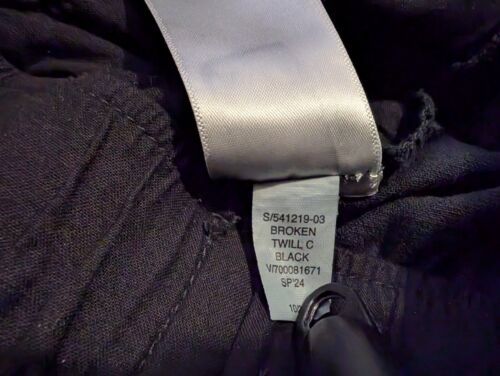 S/541219-03
BROKEN
TWILL C
BLACK
V/700081671
SP'24